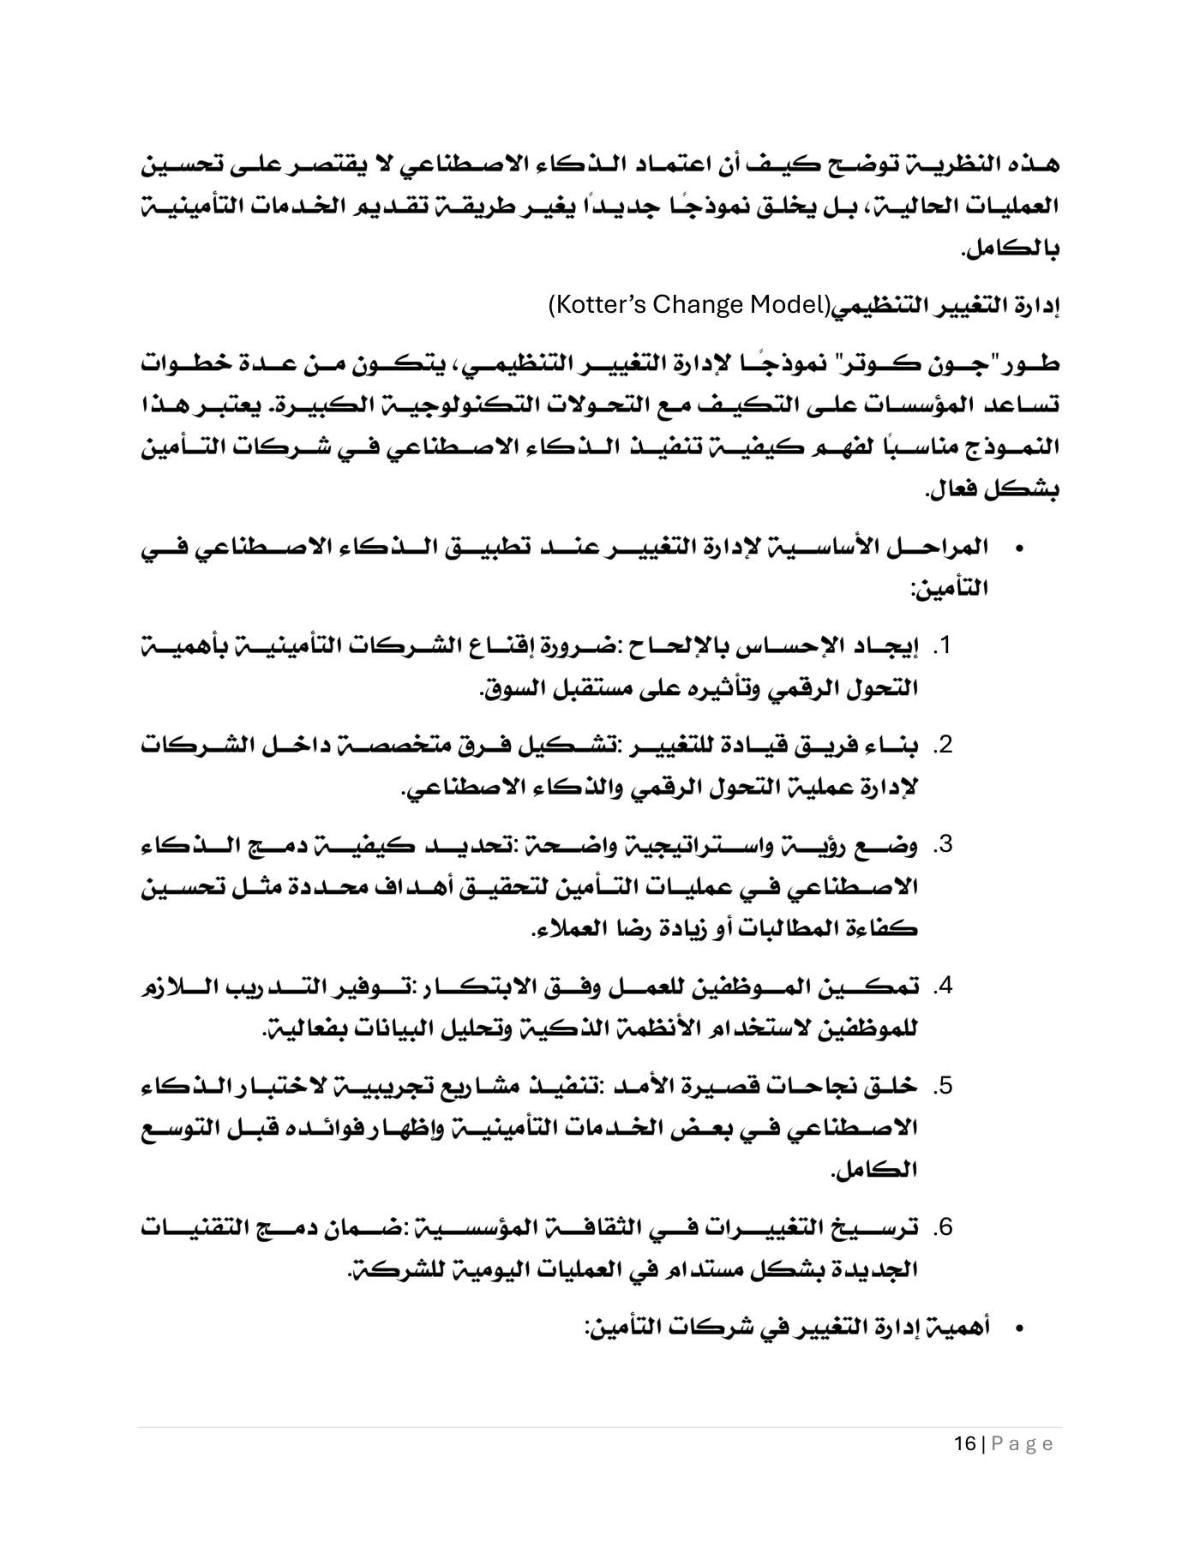 هذه النظرية توضح كيف أن اعتماد الذكاء الاصطناعي لا يقتصر على تحسين
العمليات الحالية، بل يخلق نموذجًا جديدًا يغير طريقة تقديم الخدمات التأمينية
بالكامل.
إدارة التغيير التنظيمي(Kotter’s Change Model)
طور"جون كوتر" نموذجًا لإدارة التغيير التنظيمي، يتكون من عدة خطوات
تساعد المؤسسات على التكيف مع التحولات التكنولوجية الكبيرة. يعتبر هذا
النموذج مناسبًا لفهم كيفية تنفيذ الذكاء الاصطناعي في شركات التأمين
بشكل فعال.
• المراحل الأساسية لإدارة التغيير عند تطبيق الذكاء الاصطناعي في
التأمين:
1. إيجاد الإحساس بالإلحاح :ضرورة إقناع الشركات التأمينية بأهمية
التحول الرقمي وتأثيره على مستقبل السوق.
2. بناء فريق قيادة للتغيير :تشكيل فرق متخصصة داخل الشركات
لإدارة عملية التحول الرقمي والذكاء الاصطناعي.
3. وضع رؤية واستراتيجية واضحة :تحديد كيفية دمج الذكاء
الاصطناعي في عمليات التأمين لتحقيق أهداف محددة مثل تحسين
كفاءة المطالبات أو زيادة رضا العملاء.
4. تمكين الموظفين للعمل وفق الابتكار :توفير التدريب اللازم
للموظفين لاستخدام الأنظمة الذكية وتحليل البيانات بفعالية.
5. خلق نجاحات قصيرة الأمد :تنفيذ مشاريع تجريبية لاختبار الذكاء
الاصطناعي في بعض الخدمات التأمينية وإظهار فوائده قبل التوسع
الكامل.
6. ترسيخ التغييرات في الثقافة المؤسسية :ضمان دمج التقنيات
الجديدة بشكل مستدام في العمليات اليومية للشركة.
• أهمية إدارة التغيير في شركات التأمين:
16 | Page